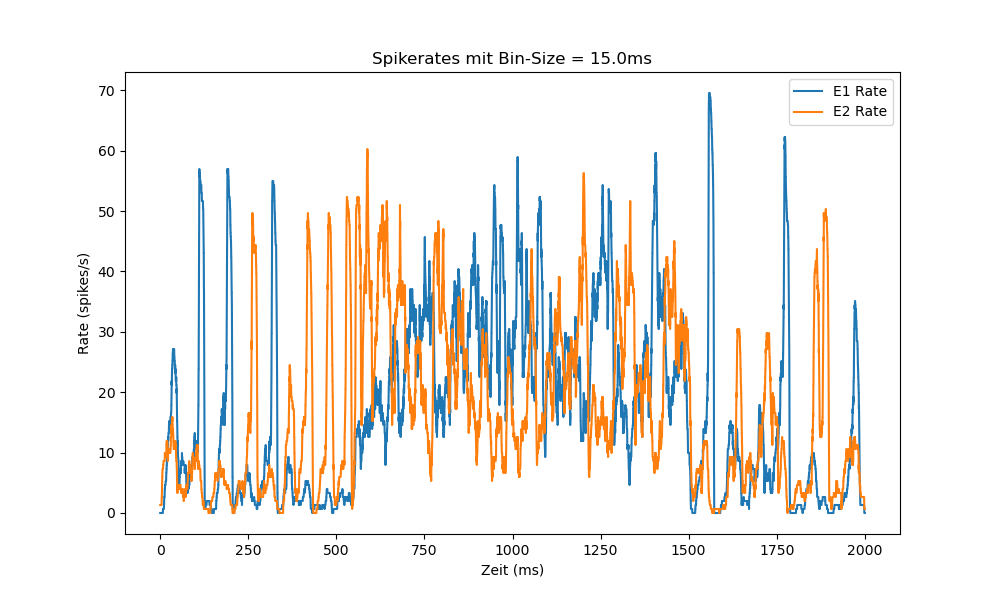 Spikerates mit Bin-Size = 15.0ms
E1 Rate
E2 Rate
70
60
50
40
30
20
10
0
Rate (spikes/s)
0 250 500 750 1000 1250 1500 1750 2000
Zeit (ms)